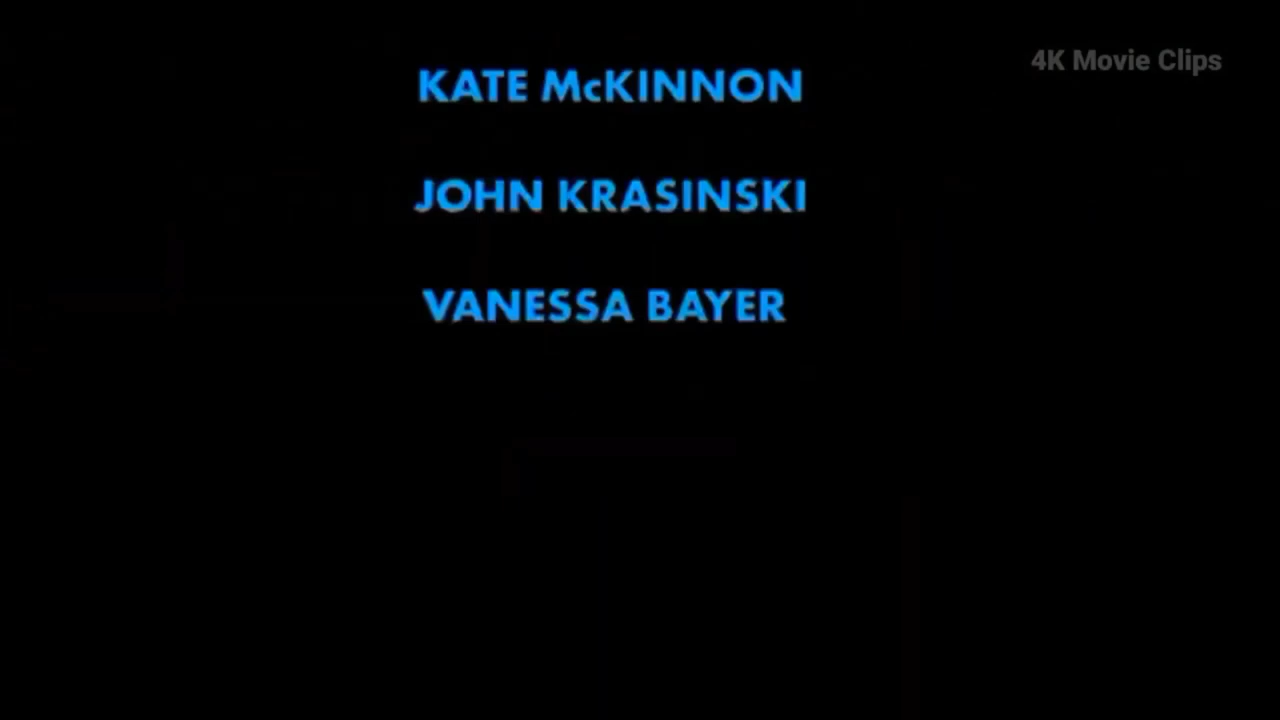 4K Movie Clips
KATE McKINNON
JOHN KRASINSKI
VANESSA BAYER